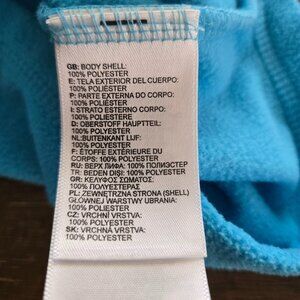 GB: BODY SHELL:
100% POLYESTER
E: TELA EXTERIOR DEL CUERPO:
100% POLIÉSTER
P: PARTE EXTERNA DO CORPO:
100% POLIÉSTER
I: STRATO ESTERNO CORPO:
100% POLIESTERE
D: OBERSTOFF HAUPTTEIL:
100% POLYESTER
NL:BUITENKANT LIJF:
100% POLYESTER
F: ÉTOFFE EXTÉRIEURE DU
CORPS: 100% POLYESTER
RU: ВЕРХ ЛИФА: 100% ПОЛИЭСТЕР
TR: BEDEN DIŞI: 100% POLYESTER
GR: ΚΕΛΥΦΟΣ ΣΩΜΑΤΟΣ:
100% ΠΟΛΥΕΣΤΕΡΑΣ
PL: ZEWNĘTRZNA STRONA (SHELL)
GŁÓWNEJ WARSTWY UBRANIA:
100% POLIESTER
CZ: VRCHNÍ VRSTVA:
100% POLYESTER
SK: VRCHNÁ VRSTVA:
100% POLYESTER